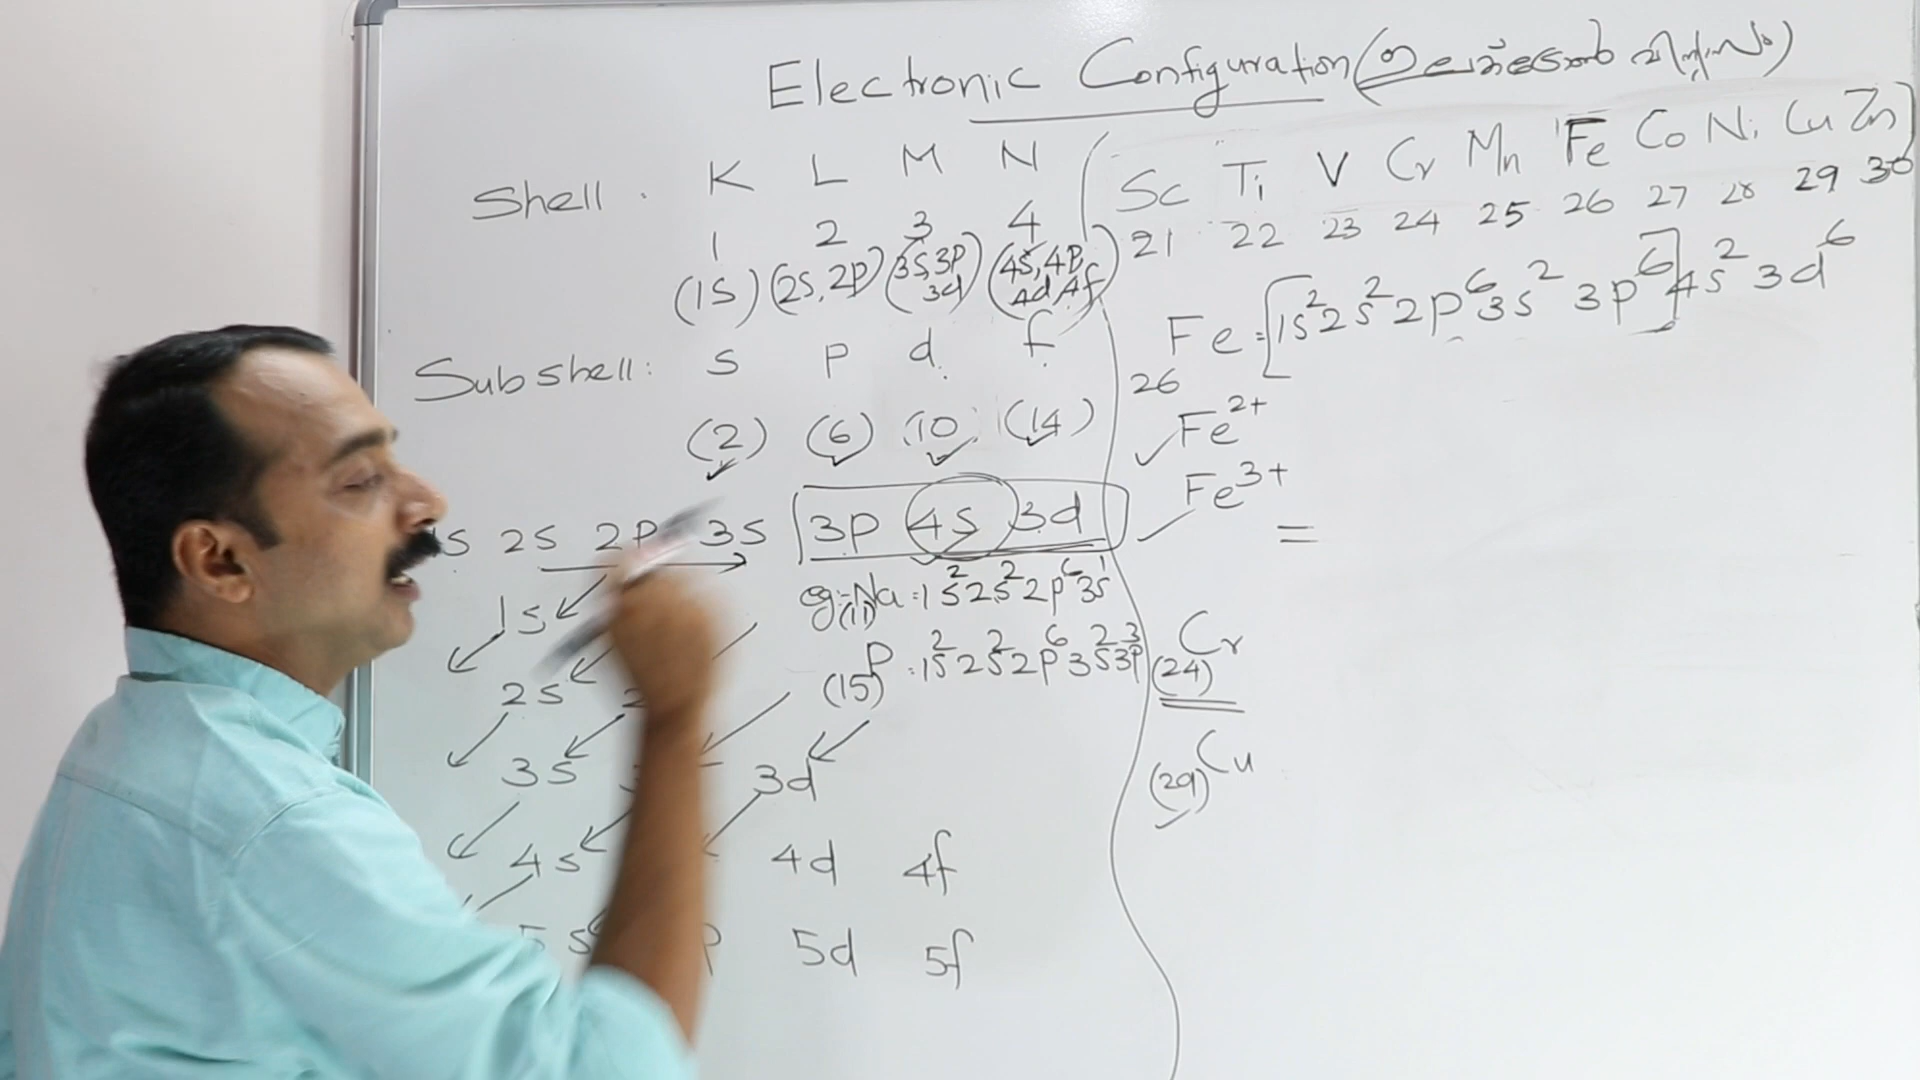 Electronic Configuration (ഇലക്ട്രോൺ വിന്യാസം)
Shell : K L M N
1 2 3 4
(1s) (2s, 2p) (3s, 3p 3d) (4s, 4p 4d, 4f)
Subshell: s p d f
(2) (6) (10) (14)
s 2s 2p 3s 3p 4s 3d
1s
2s
3s 3d
4s 4d 4f
5s p 5d 5f
eg:- Na : 1s² 2s² 2p⁶ 3s¹
(11)
P : 1s² 2s² 2p⁶ 3s² 3p³
(15)
Sc Ti V Cr Mn Fe Co Ni Cu Zn
21 22 23 24 25 26 27 28 29 30
Fe = [1s² 2s² 2p⁶ 3s² 3p⁶] 4s² 3d⁶
26
Fe²⁺
Fe³⁺ =
Cr
(24)
Cu
(29)